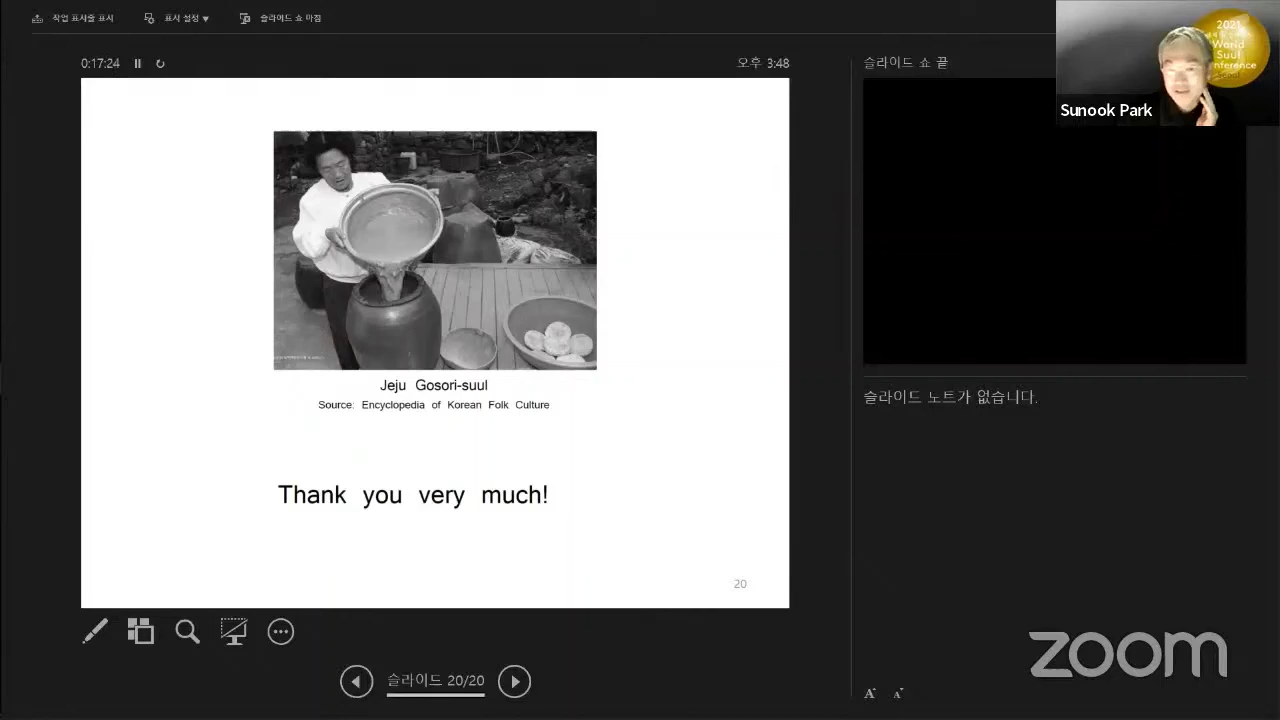 작업 표시줄 표시 표시 설정 ▼ 슬라이드 쇼 마침
0:17:24
오후 3:48
슬라이드 쇼 끝
2021
World
Suul
nference
Sunook Park
Jeju Gosori-suul
Source: Encyclopedia of Korean Folk Culture
Thank you very much!
20
슬라이드 노트가 없습니다.
슬라이드 20/20
A A
zoom